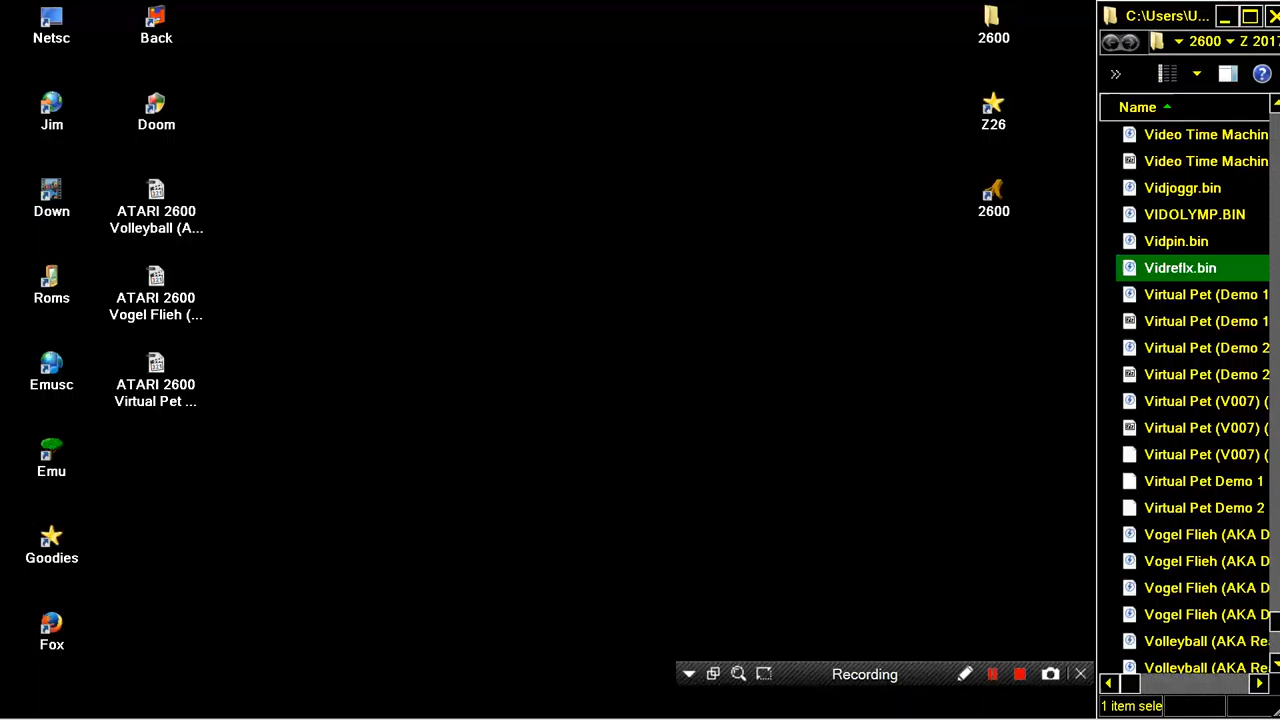 Netsc
Back
Jim
Doom
Down
ATARI 2600
Volleyball (A...
Roms
ATARI 2600
Vogel Flieh (...
Emusc
ATARI 2600
Virtual Pet ...
Emu
Goodies
Fox
2600
Z26
2600
Recording
C:\Users\U...
2600 Z 2017
Name
Video Time Machin
Video Time Machin
Vidjoggr.bin
VIDOLYMP.BIN
Vidpin.bin
Vidreflx.bin
Virtual Pet (Demo 1
Virtual Pet (Demo 1
Virtual Pet (Demo 2
Virtual Pet (Demo 2
Virtual Pet (V007) (
Virtual Pet (V007) (
Virtual Pet (V007) (
Virtual Pet Demo 1
Virtual Pet Demo 2
Vogel Flieh (AKA D
Vogel Flieh (AKA D
Vogel Flieh (AKA D
Vogel Flieh (AKA D
Volleyball (AKA Re
Volleyball (AKA Re
1 item sele